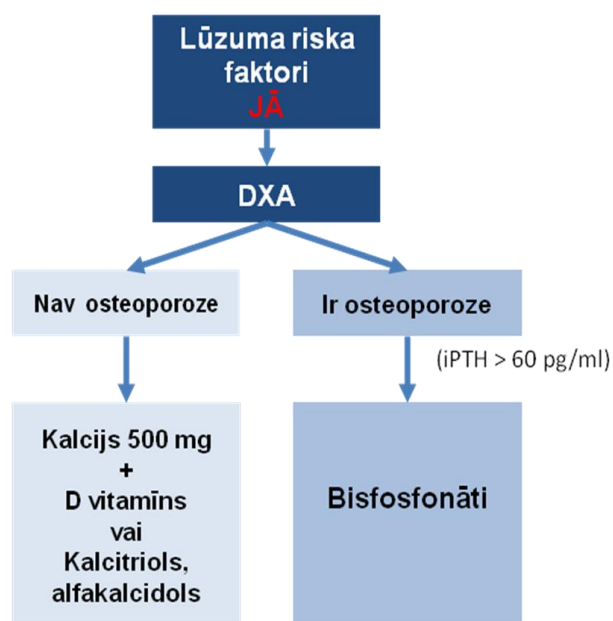 Lūzuma riska
faktori
JĀ
DXA
Nav osteoporoze
Ir osteoporoze
(iPTH > 60 pg/ml)
Kalcijs 500 mg
+
D vitamīns
vai
Kalcitriols,
alfakalcidols
Bisfosfonāti